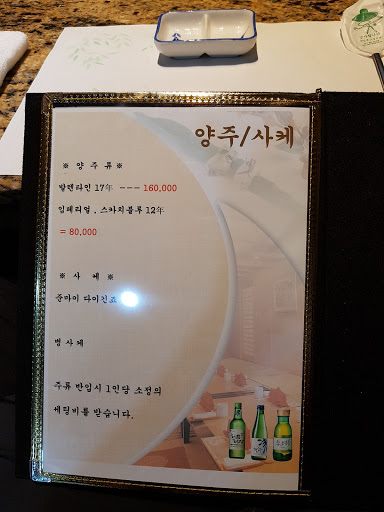 양주/사케
※ 양 주 류 ※
발렌타인 17年 --- 160,000
임페리얼 , 스카치블루 12年
= 80,000
※ 사 케 ※
준마이 다이긴죠
병사케
주류 반입시 1인당 소정의
세팅비를 받습니다.